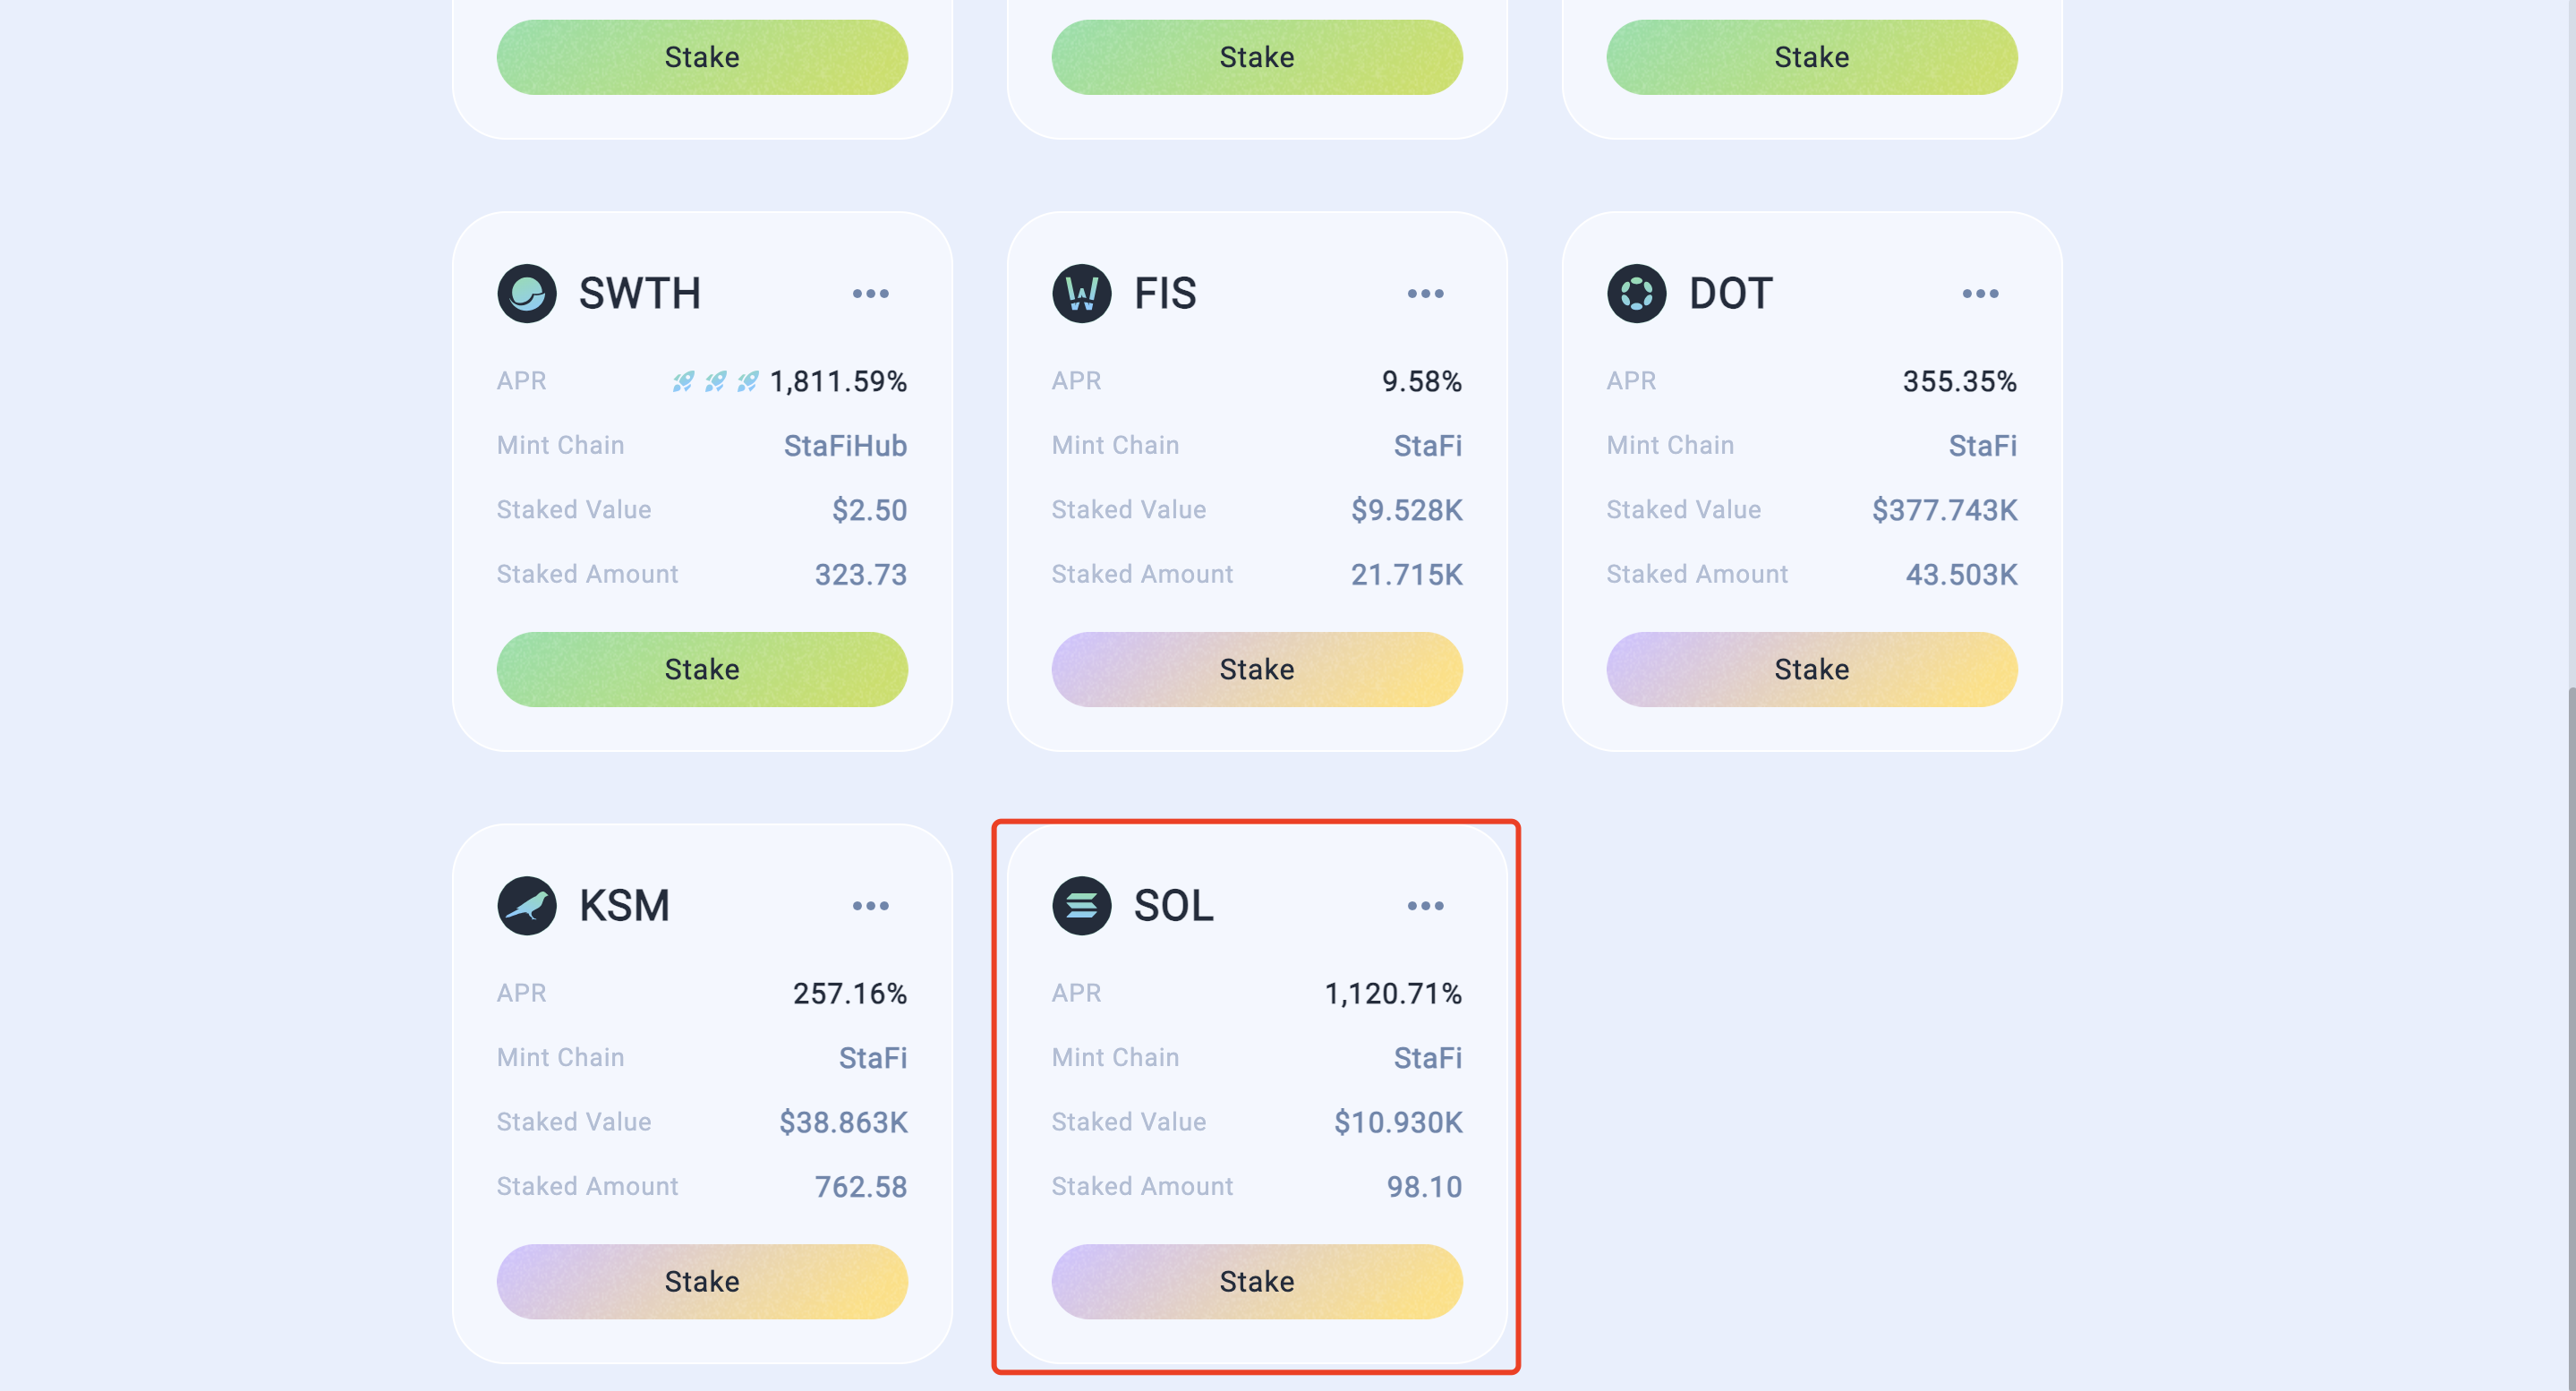 Stake Stake Stake
SWTH ••• FIS ••• DOT •••
APR 1,811.59% APR 9.58% APR 355.35%
Mint Chain StaFiHub Mint Chain StaFi Mint Chain StaFi
Staked Value $2.50 Staked Value $9.528K Staked Value $377.743K
Staked Amount 323.73 Staked Amount 21.715K Staked Amount 43.503K
Stake Stake Stake
KSM ••• SOL •••
APR 257.16% APR 1,120.71%
Mint Chain StaFi Mint Chain StaFi
Staked Value $38.863K Staked Value $10.930K
Staked Amount 762.58 Staked Amount 98.10
Stake Stake